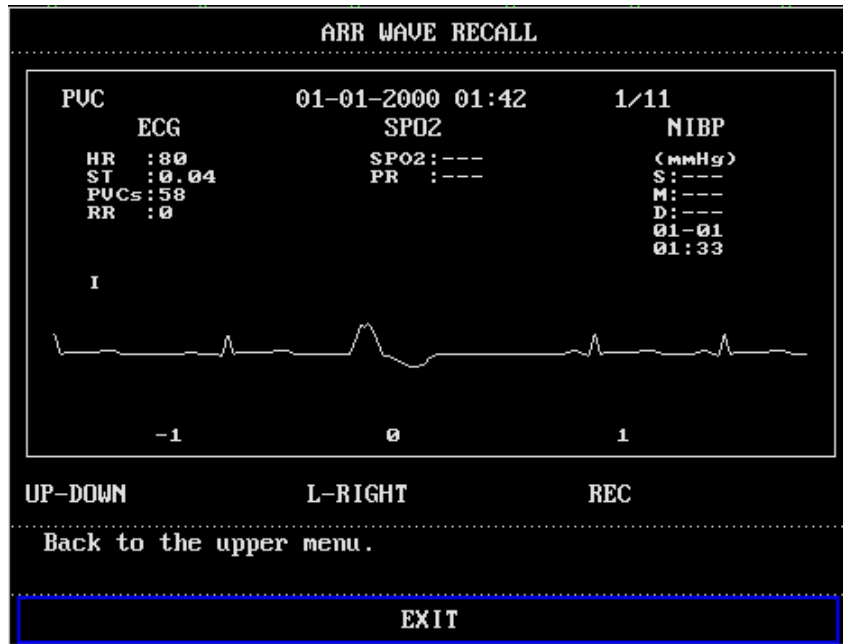 ARR WAVE RECALL
PVC 01-01-2000 01:42 1/11
ECG SPO2 NIBP
HR :80 SPO2:--- (mmHg)
ST :0.04 PR :--- S:---
PVCs:58 M:---
RR :0 D:---
01-01
01:33
I
-1 0 1
UP-DOWN L-RIGHT REC
Back to the upper menu.
EXIT